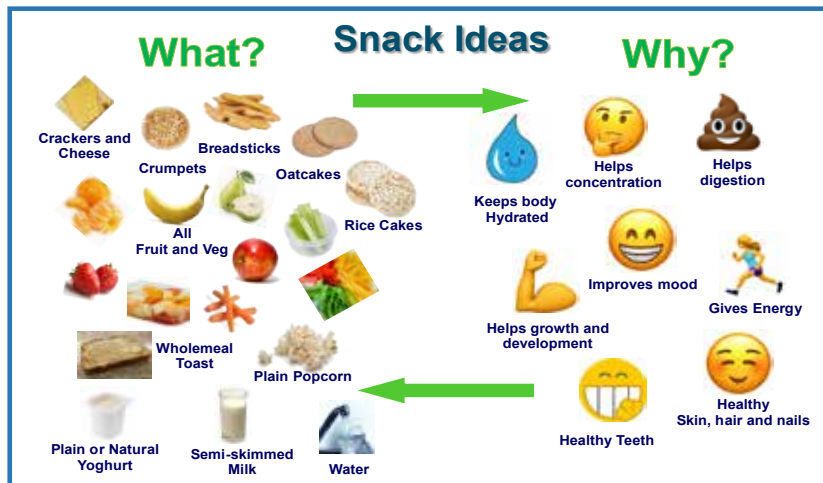 Snack Ideas
What?
Why?
Crackers and
Cheese
Crumpets
Breadsticks
Oatcakes
Rice Cakes
All
Fruit and Veg
Wholemeal
Toast
Plain Popcorn
Plain or Natural
Yoghurt
Semi-skimmed
Milk
Water
Keeps body
Hydrated
Helps
concentration
Helps
digestion
Improves mood
Gives Energy
Helps growth and
development
Healthy Teeth
Healthy
Skin, hair and nails